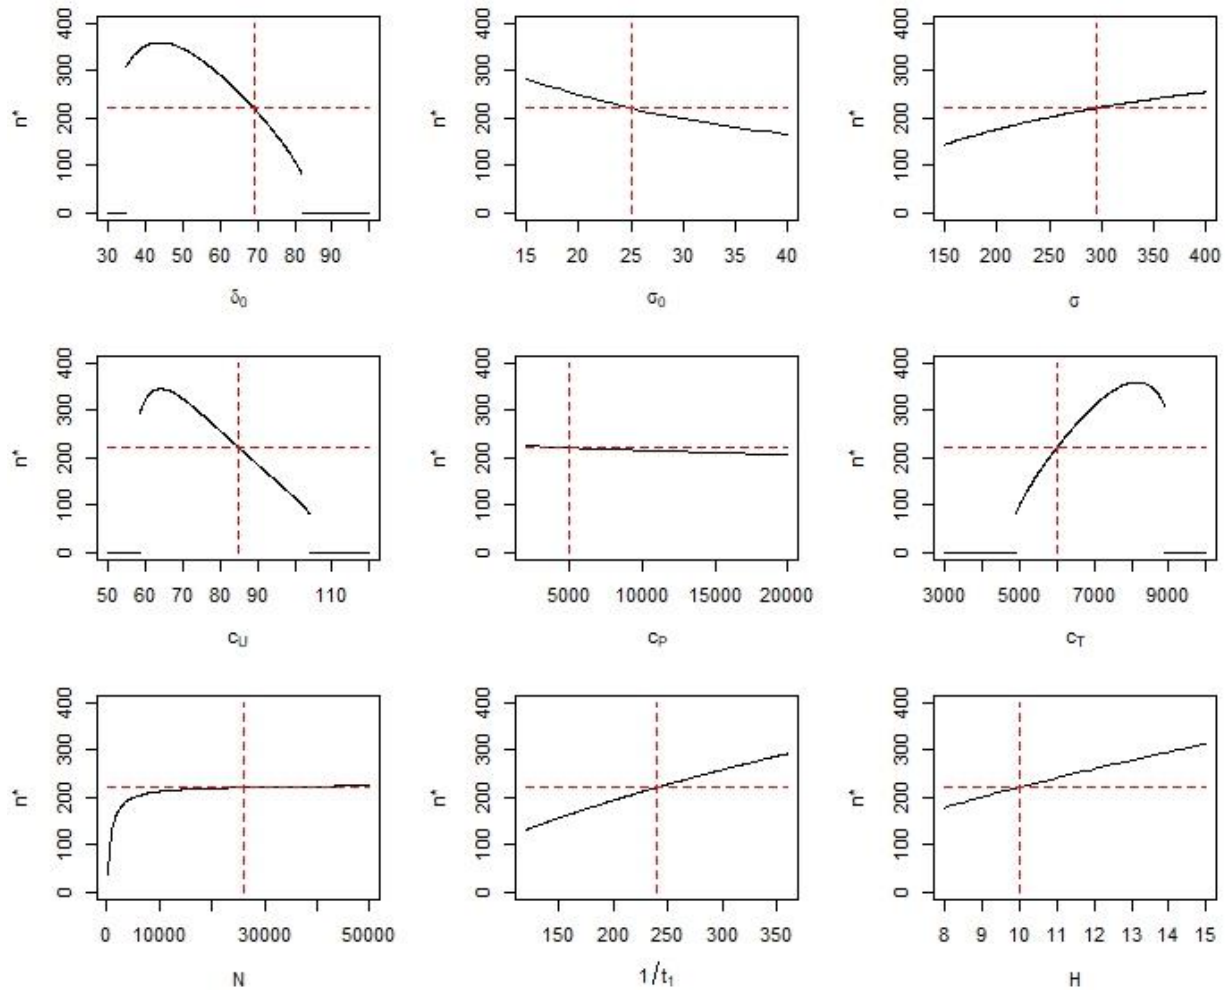 n*
0 100 200 300 400
30 40 50 60 70 80 90
δ₀
n*
0 100 200 300 400
15 20 25 30 35 40
σ₀
n*
0 100 200 300 400
150 200 250 300 350 400
σ
n*
0 100 200 300 400
50 60 70 80 90 110
c_U
n*
0 100 200 300 400
5000 10000 15000 20000
c_P
n*
0 100 200 300 400
3000 5000 7000 9000
c_T
n*
0 100 200 300 400
0 10000 30000 50000
N
n*
0 100 200 300 400
150 200 250 300 350
1/t₁
n*
0 100 200 300 400
8 9 10 11 12 13 14 15
H